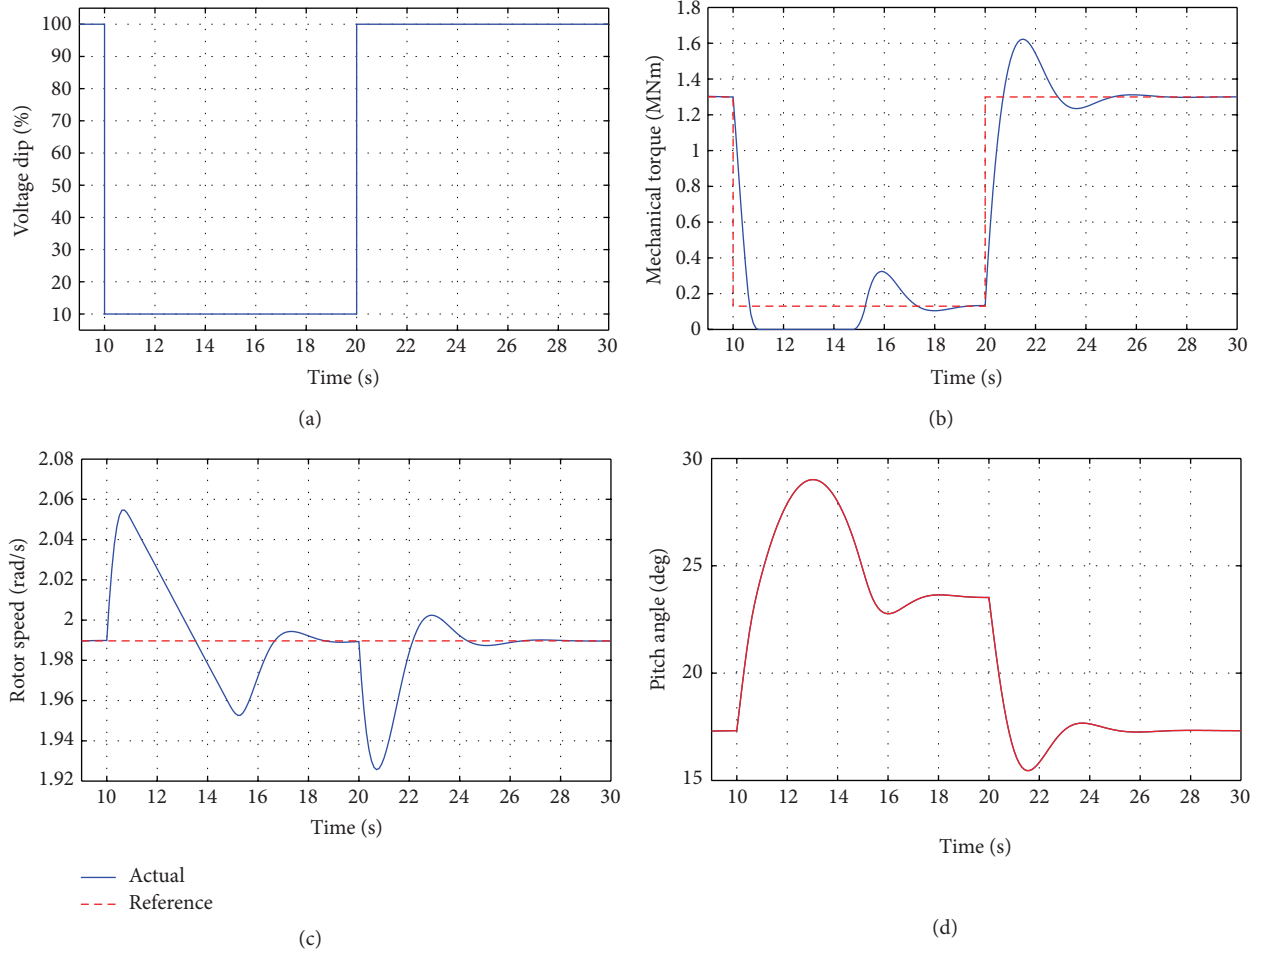 100
90
80
70
60
50
40
30
20
10
Voltage dip (%)
10 12 14 16 18 20 22 24 26 28 30
Time (s)
(a)
1.8
1.6
1.4
1.2
1
0.8
0.6
0.4
0.2
0
Mechanical torque (MNm)
10 12 14 16 18 20 22 24 26 28 30
Time (s)
(b)
2.08
2.06
2.04
2.02
2
1.98
1.96
1.94
1.92
Rotor speed (rad/s)
10 12 14 16 18 20 22 24 26 28 30
Time (s)
Actual
Reference
(c)
30
25
20
15
Pitch angle (deg)
10 12 14 16 18 20 22 24 26 28 30
Time (s)
(d)